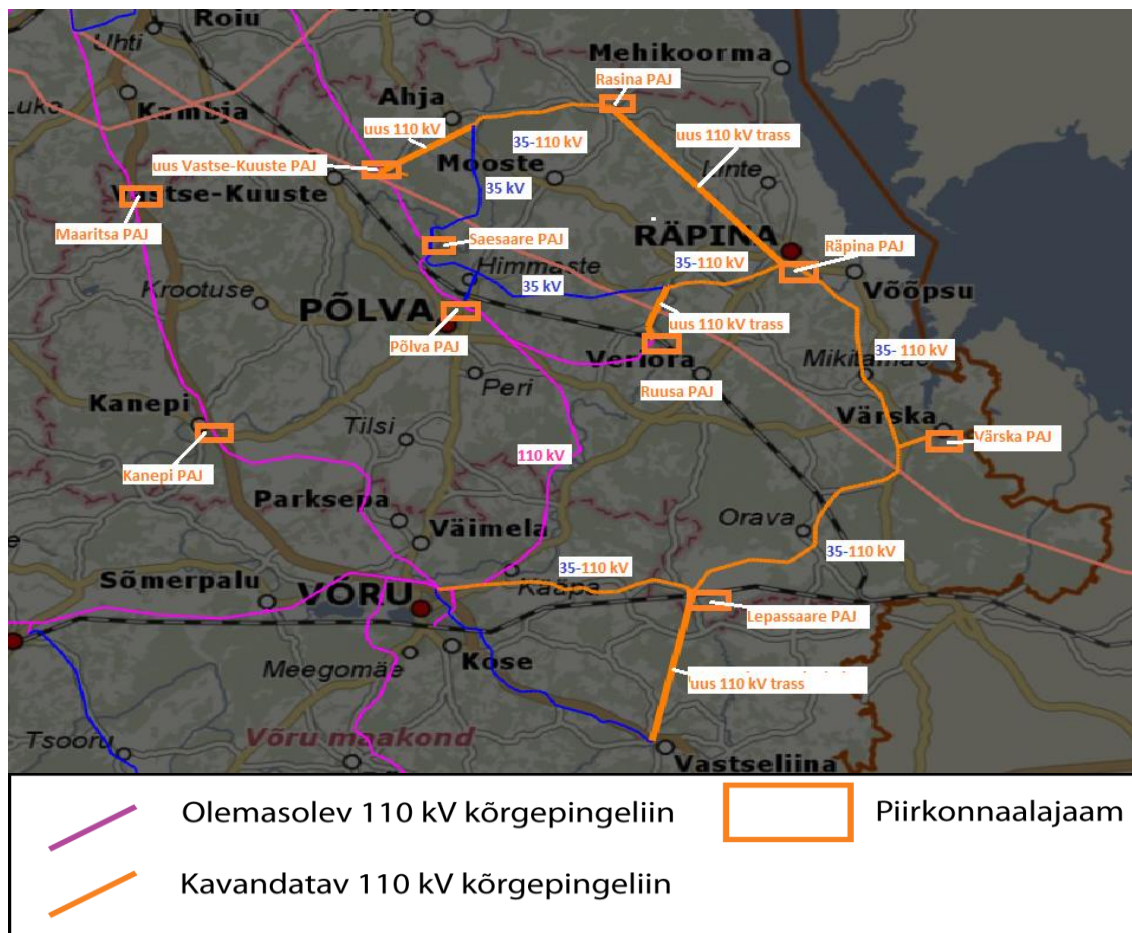 Roiu
Uhti
Mehikoorma
Rasina PAJ
Luke
Kambja
Ahja
uus 110 kV
35-110 kV
uus 110 kV trass
uus Vastse-Kuuste PAJ
Mooste
Linte
35 kV
Vastse-Kuuste
Maaritsa PAJ
Saesaare PAJ
RÄPINA
Räpina PAJ
Himmaste
35-110 kV
Krootuse
35 kV
Võõpsu
PÕLVA
uus 110 kV trass
Põlva PAJ
Veriora
35- 110 kV
Mikitamäe
Peri
Ruusa PAJ
Kanepi
Tilsi
Värska
Värska PAJ
Kanepi PAJ
110 kV
Parksepa
Väimela
Orava
35-110 kV
35-110 kV
Sõmerpalu
VÕRU
Kääpa
Lepassaare PAJ
Meegomäe
Kose
uus 110 kV trass
Tsooru
Võru maakond
Vastseliina
Olemasolev 110 kV kõrgepingeliin
Piirkonnaalajaam
Kavandatav 110 kV kõrgepingeliin